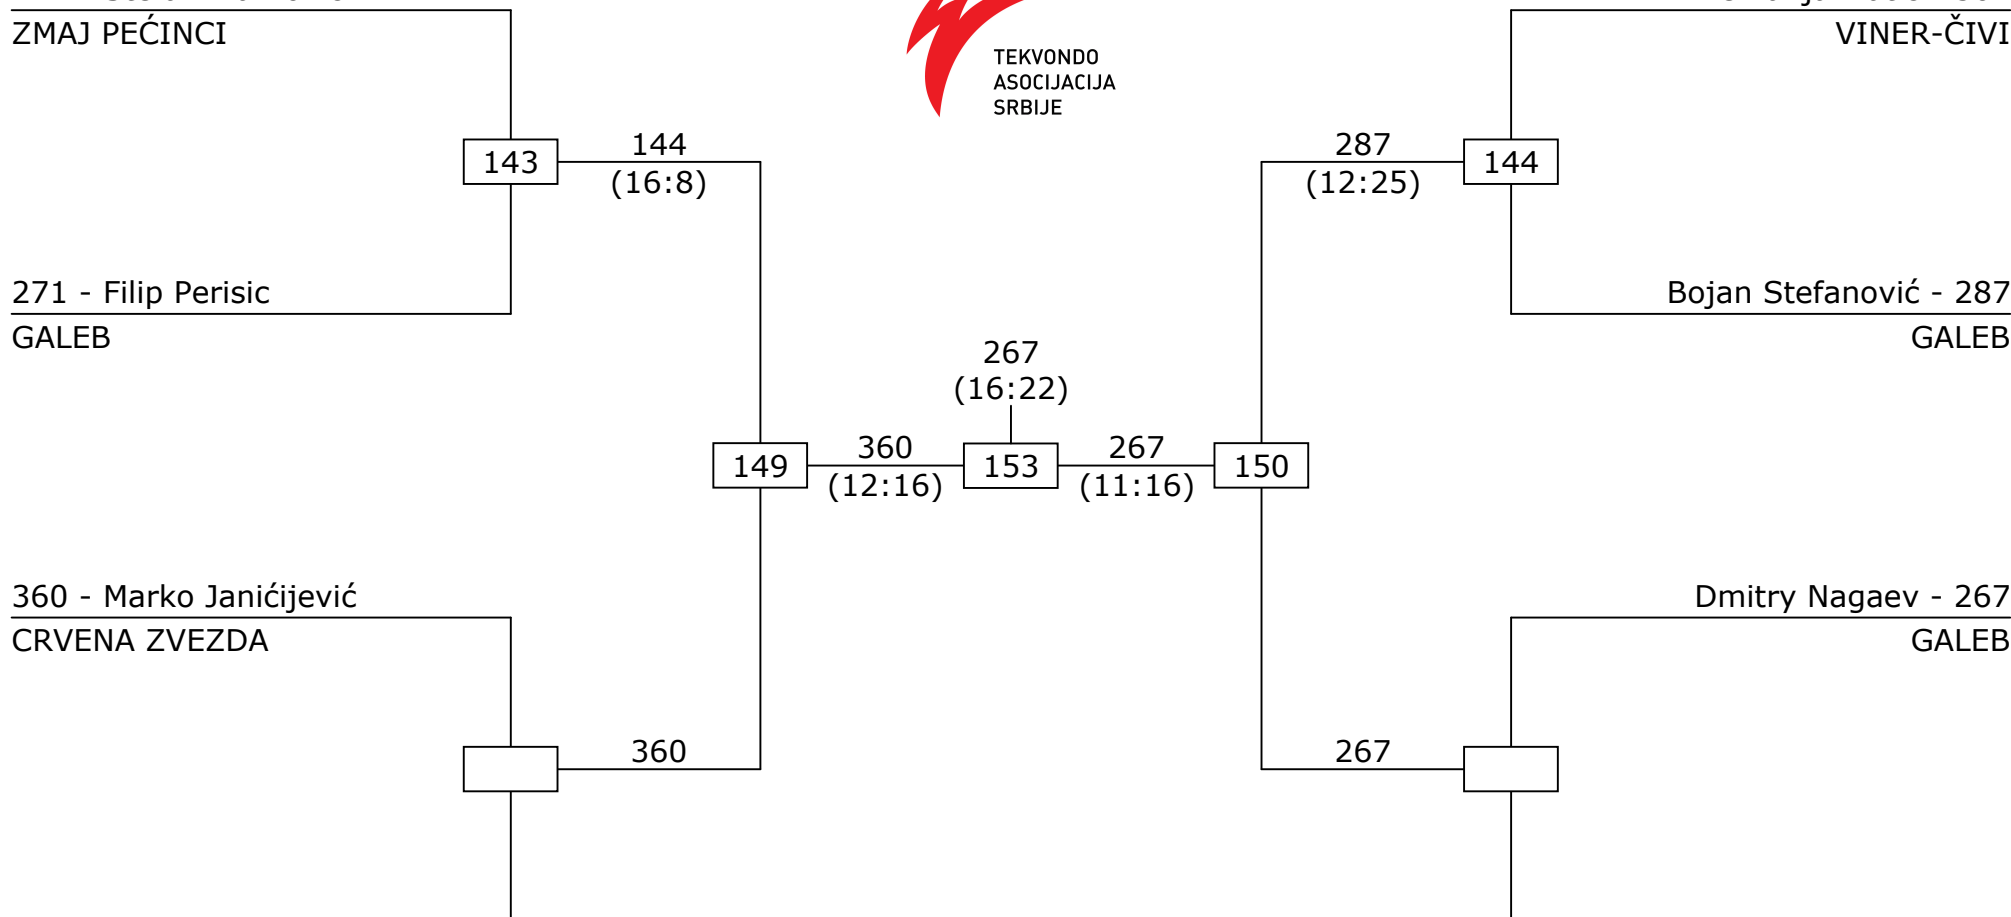 ZMAJ PEĆINCI
VINER-ČIVI
TEKVONDO
ASOCIJACIJA
SRBIJE
143
144
(16:8)
287
(12:25)
144
271 - Filip Perisic
GALEB
Bojan Stefanović - 287
GALEB
267
(16:22)
149
360
(12:16)
153
267
(11:16)
150
360 - Marko Janićijević
CRVENA ZVEZDA
Dmitry Nagaev - 267
GALEB
360
267